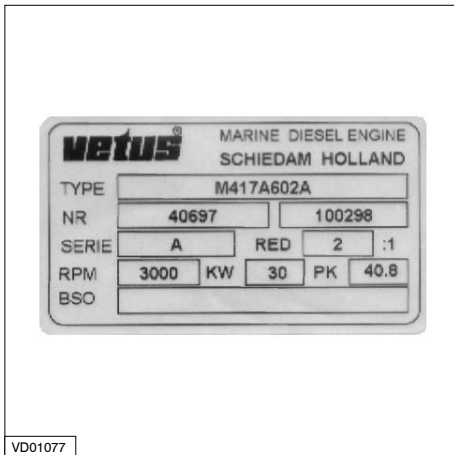 vetus® MARINE DIESEL ENGINE
SCHIEDAM HOLLAND
TYPE M417A602A
NR 40697 100298
SERIE A RED 2 :1
RPM 3000 KW 30 PK 40.8
BSO
VD01077